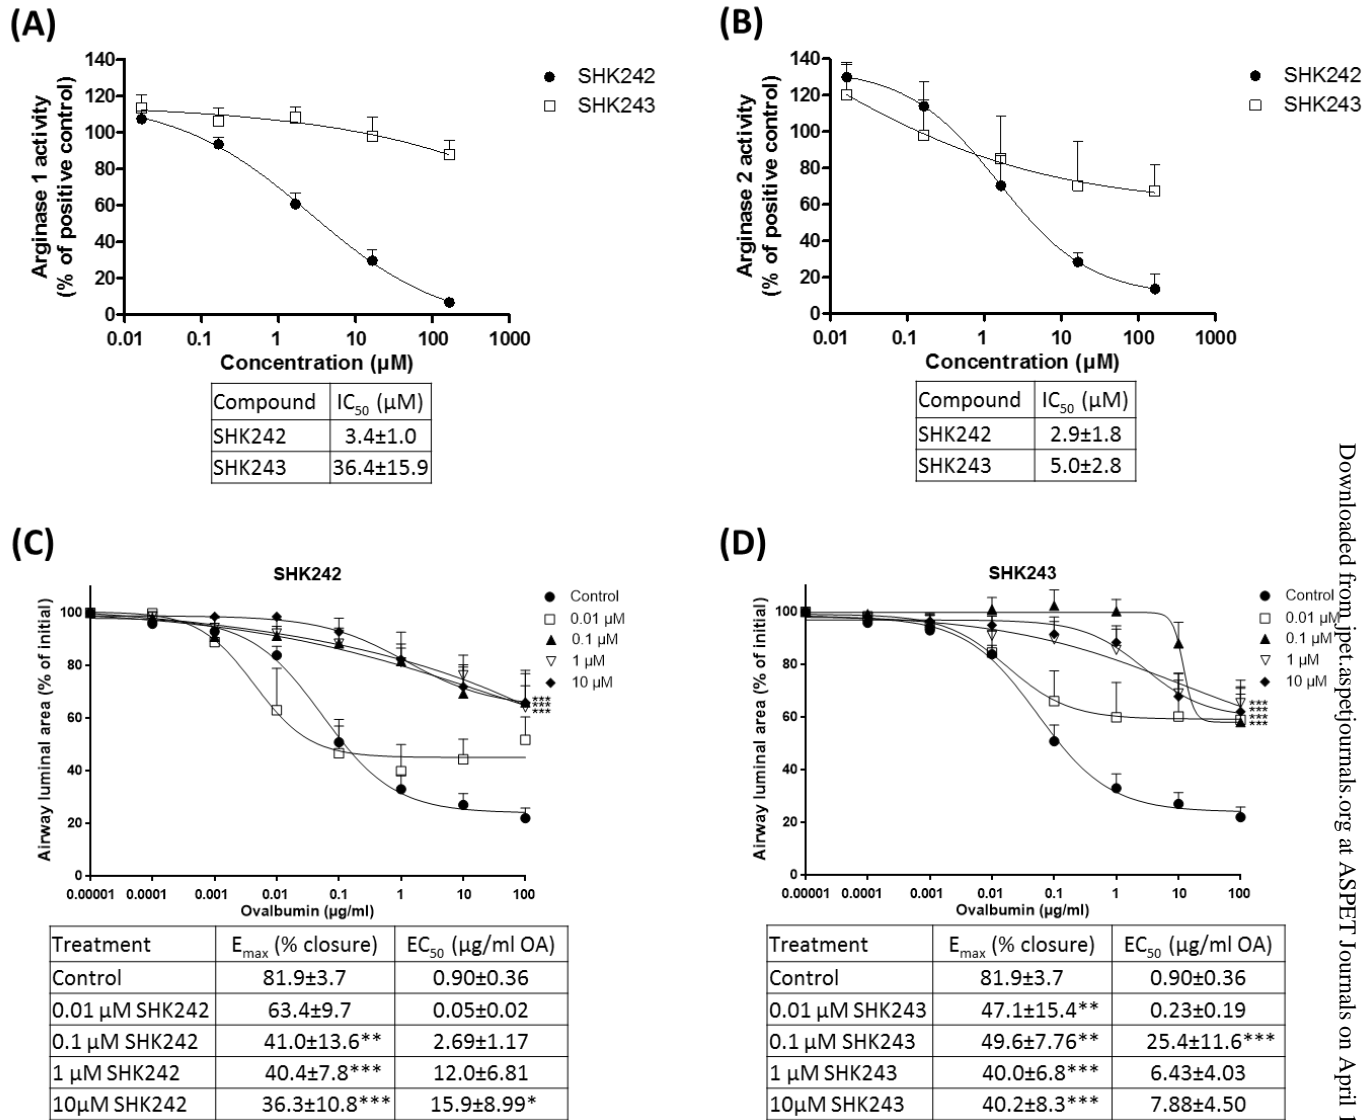 (A)
Arginase 1 activity
(% of positive control)
140
120
100
80
60
40
20
0
0.01 0.1 1 10 100 1000
Concentration (µM)
SHK242
SHK243
Compound IC50 (µM)
SHK242 3.4±1.0
SHK243 36.4±15.9
(B)
Arginase 2 activity
(% of positive control)
140
120
100
80
60
40
20
0
0.01 0.1 1 10 100 1000
Concentration (µM)
SHK242
SHK243
Compound IC50 (µM)
SHK242 2.9±1.8
SHK243 5.0±2.8
(C)
SHK242
Airway luminal area (% of initial)
100
80
60
40
20
0
0.00001 0.0001 0.001 0.01 0.1 1 10 100
Ovalbumin (µg/ml)
Control
0.01 µM
0.1 µM
1 µM
10 µM
***
***
***
Treatment Emax (% closure) EC50 (µg/ml OA)
Control 81.9±3.7 0.90±0.36
0.01 µM SHK242 63.4±9.7 0.05±0.02
0.1 µM SHK242 41.0±13.6** 2.69±1.17
1 µM SHK242 40.4±7.8*** 12.0±6.81
10µM SHK242 36.3±10.8*** 15.9±8.99*
(D)
SHK243
Airway luminal area (% of initial)
100
80
60
40
20
0
0.00001 0.0001 0.001 0.01 0.1 1 10 100
Ovalbumin (µg/ml)
Control
0.01 µM
0.1 µM
1 µM
10 µM
***
***
***
***
Treatment Emax (% closure) EC50 (µg/ml OA)
Control 81.9±3.7 0.90±0.36
0.01 µM SHK243 47.1±15.4** 0.23±0.19
0.1 µM SHK243 49.6±7.76** 25.4±11.6***
1 µM SHK243 40.0±6.8*** 6.43±4.03
10µM SHK243 40.2±8.3*** 7.88±4.50
Downloaded from jpet.aspetjournals.org at ASPET Journals on April